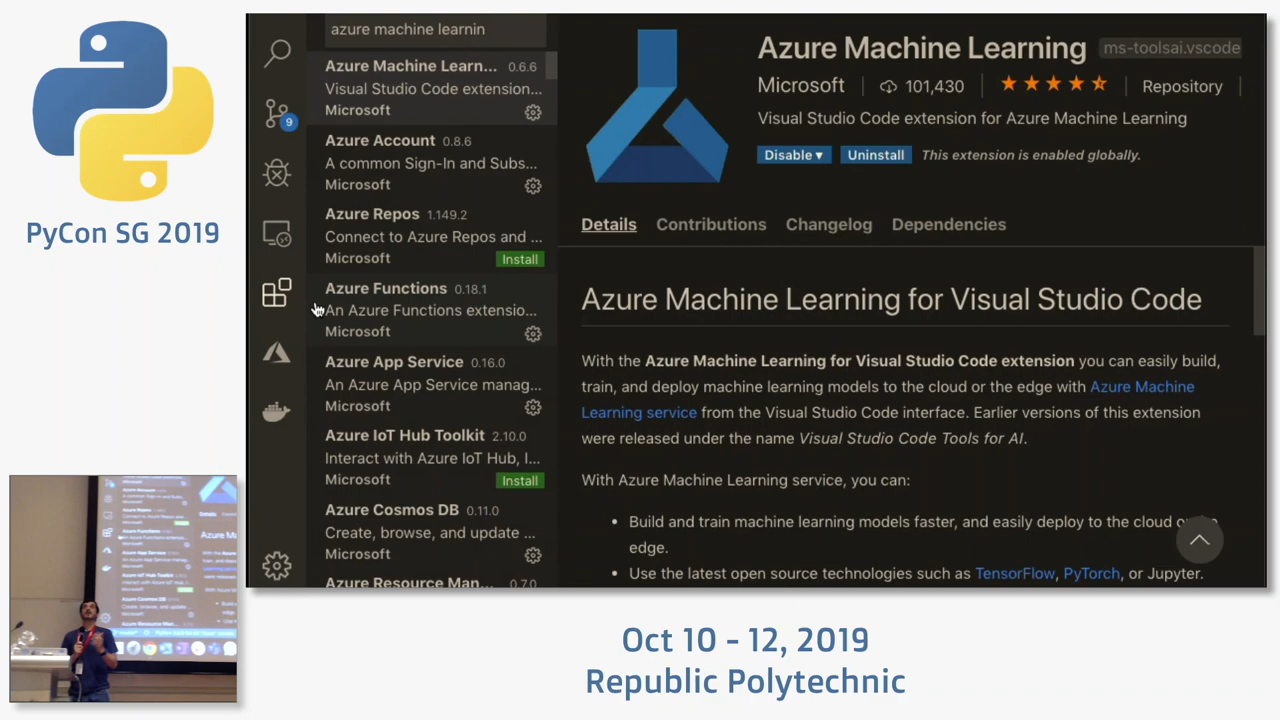 PyCon SG 2019
azure machine learnin
Azure Machine Learn... 0.6.6
Visual Studio Code extension...
Microsoft
9
Azure Account 0.8.6
A common Sign-In and Subs...
Microsoft
Azure Repos 1.149.2
Connect to Azure Repos and ...
Microsoft Install
Azure Functions 0.18.1
An Azure Functions extensio...
Microsoft
Azure App Service 0.16.0
An Azure App Service manag...
Microsoft
Azure IoT Hub Toolkit 2.10.0
Interact with Azure IoT Hub, I...
Microsoft Install
Azure Cosmos DB 0.11.0
Create, browse, and update ...
Microsoft
Azure Resource Man... 0.7.0
Azure Machine Learning ms-toolsai.vscode
Microsoft 101,430 Repository
Visual Studio Code extension for Azure Machine Learning
Disable Uninstall This extension is enabled globally.
Details Contributions Changelog Dependencies
Azure Machine Learning for Visual Studio Code
With the Azure Machine Learning for Visual Studio Code extension you can easily build,
train, and deploy machine learning models to the cloud or the edge with Azure Machine
Learning service from the Visual Studio Code interface. Earlier versions of this extension
were released under the name Visual Studio Code Tools for AI.
With Azure Machine Learning service, you can:
Build and train machine learning models faster, and easily deploy to the cloud or the
edge.
Use the latest open source technologies such as TensorFlow, PyTorch, or Jupyter.
Oct 10 - 12, 2019
Republic Polytechnic